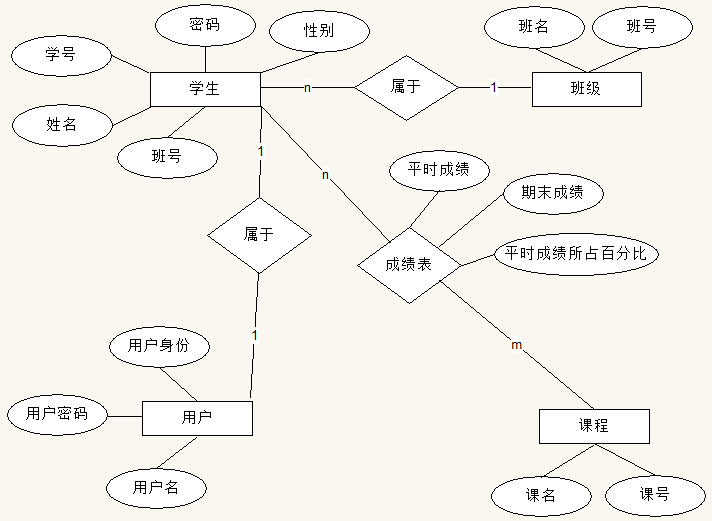 密码
性别
班名
班号
学号
学生
n
属于
1
班级
姓名
班号
1
n
平时成绩
期末成绩
属于
成绩表
平时成绩所占百分比
1
m
用户身份
用户密码
用户
课程
用户名
课名
课号